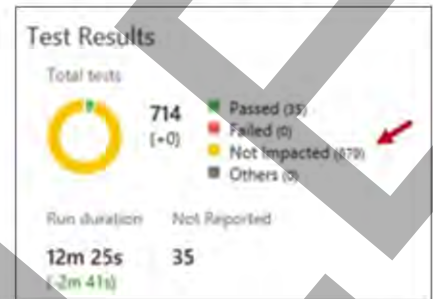 Test Results
Total tests
714
(+0)
Passed (35)
Failed (0)
Not Impacted (679)
Others (0)
Run duration Not Reported
12m 25s 35
(-2m 41s)